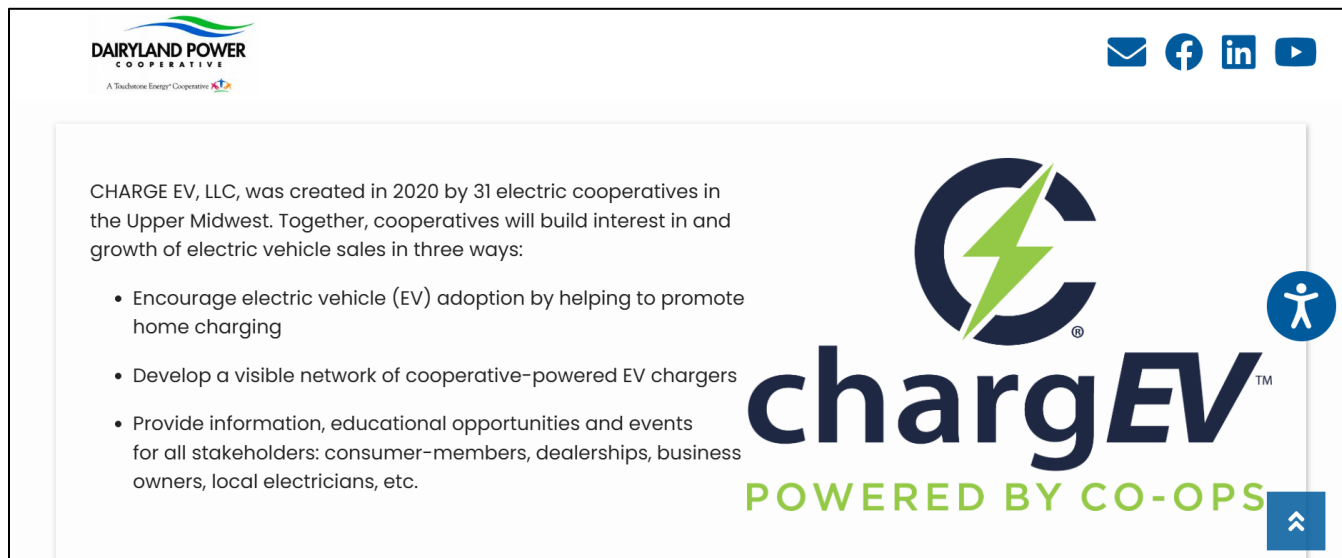 DAIRYLAND POWER
COOPERATIVE
A Touchstone Energy® Cooperative
CHARGE EV, LLC, was created in 2020 by 31 electric cooperatives in
the Upper Midwest. Together, cooperatives will build interest in and
growth of electric vehicle sales in three ways:
• Encourage electric vehicle (EV) adoption by helping to promote
home charging
• Develop a visible network of cooperative-powered EV chargers
• Provide information, educational opportunities and events
for all stakeholders: consumer-members, dealerships, business
owners, local electricians, etc.
®
chargEV™
POWERED BY CO-OPS